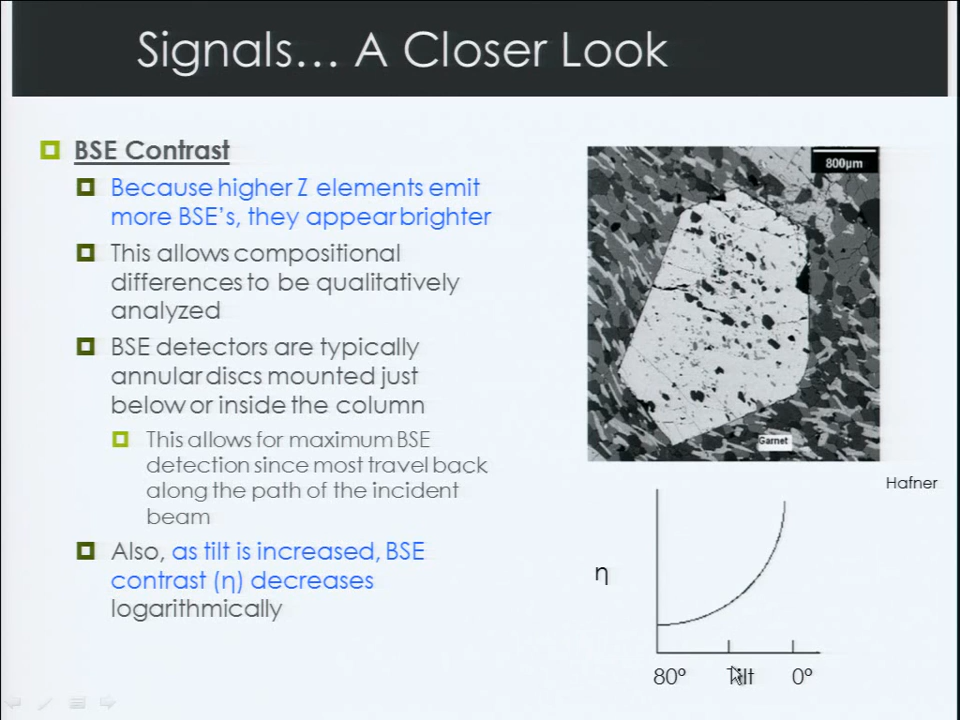 Signals… A Closer Look
BSE Contrast
Because higher Z elements emit
more BSE's, they appear brighter
This allows compositional
differences to be qualitatively
analyzed
BSE detectors are typically
annular discs mounted just
below or inside the column
This allows for maximum BSE
detection since most travel back
along the path of the incident
beam
Also, as tilt is increased, BSE
contrast (η) decreases
logarithmically
800µm
Garnet
Hafner
η
80° Tilt 0°